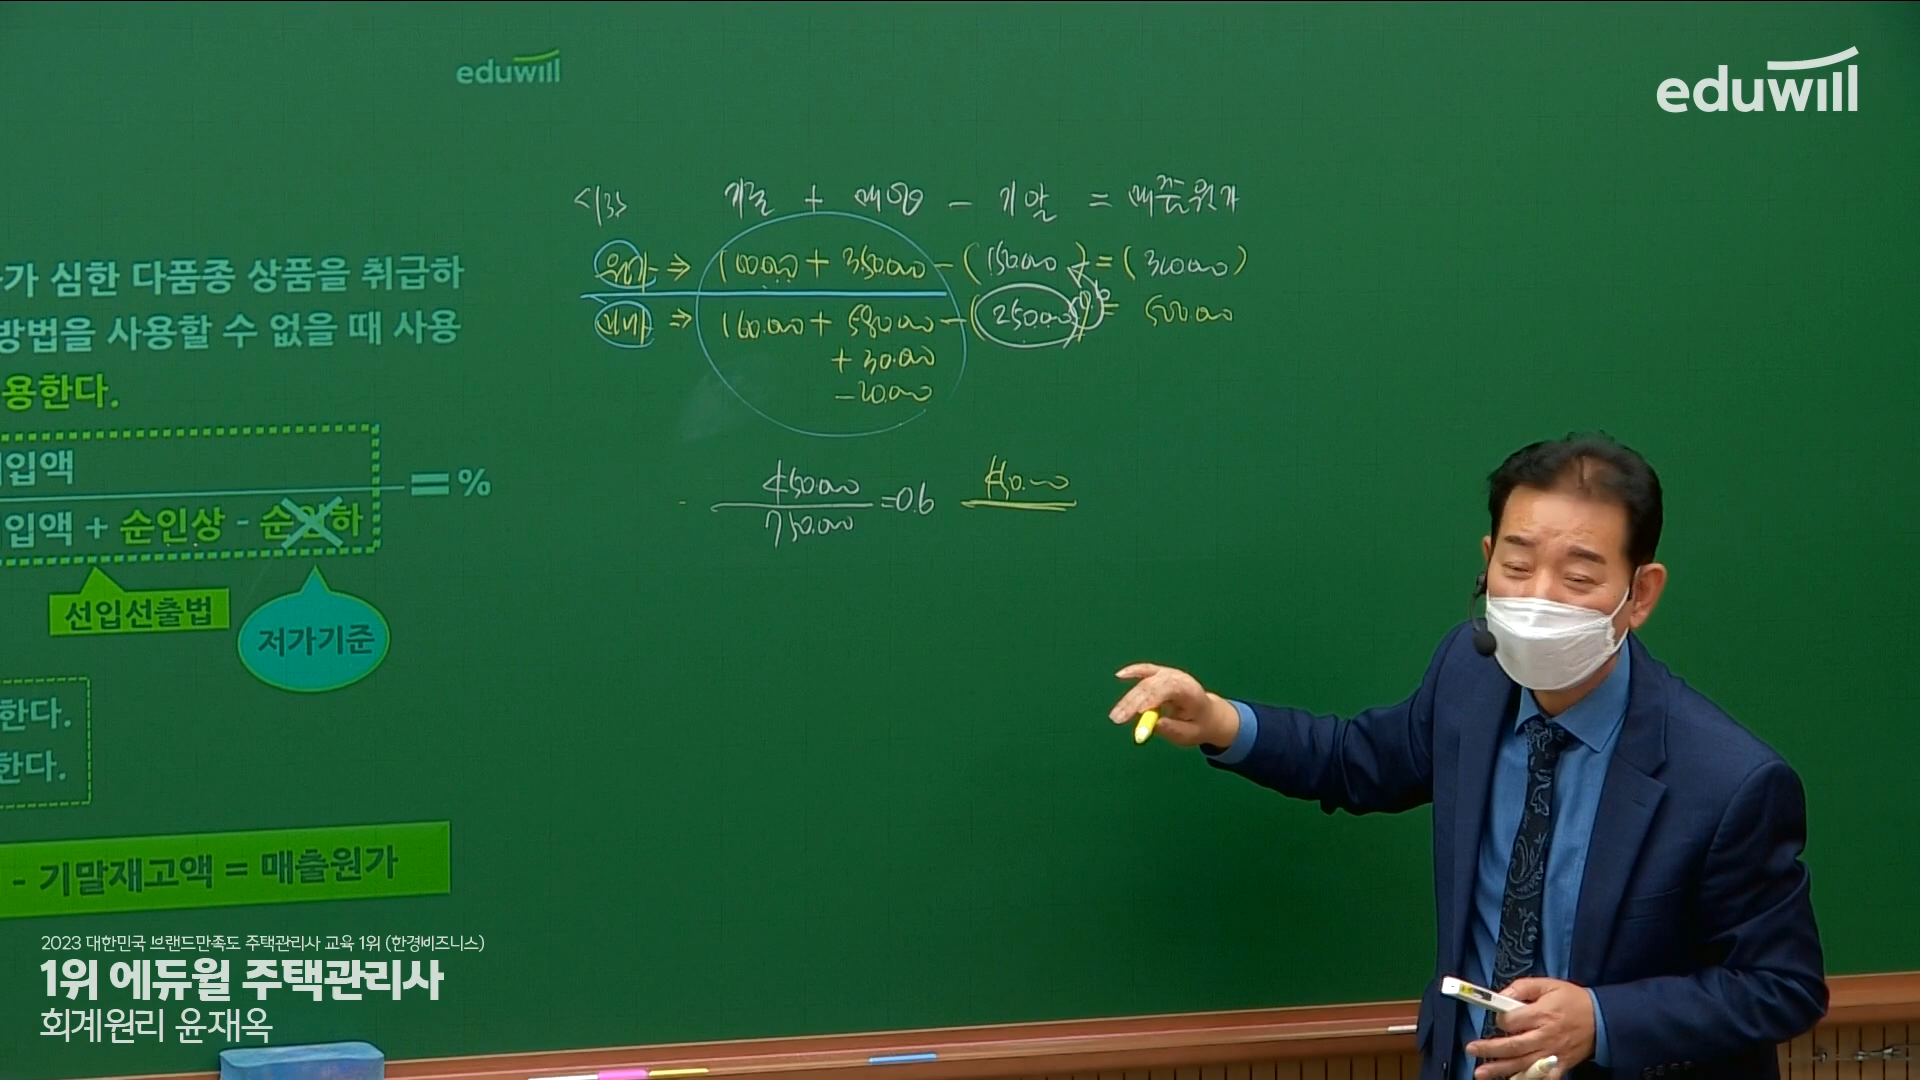 eduwill
eduwill
<13> 기초 + 매입 - 기말 = 매출원가
원가 ⇒ 100,000 + 350,000 - (150,000) = (300,000)
매가 ⇒ 160,000 + 580,000 - (250,000) = 500,000
0.6
+ 30,000
- 20,000
450,000
750,000
=0.6
450,000
가 심한 다품종 상품을 취급하
방법을 사용할 수 없을 때 사용
용한다.
입액
= %
입액 + 순인상 - 순인하
선입선출법
저가기준
한다.
한다.
- 기말재고액 = 매출원가
2023 대한민국 브랜드만족도 주택관리사 교육 1위 (한경비즈니스)
1위 에듀윌 주택관리사
회계원리 윤재옥